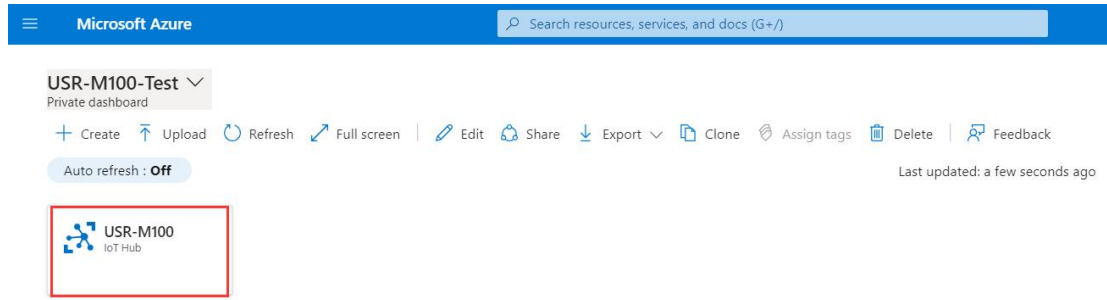 Microsoft Azure
Search resources, services, and docs (G+/)
USR-M100-Test
Private dashboard
Create Upload Refresh Full screen Edit Share Export Clone Assign tags Delete Feedback
Auto refresh : Off
Last updated: a few seconds ago
USR-M100
IoT Hub